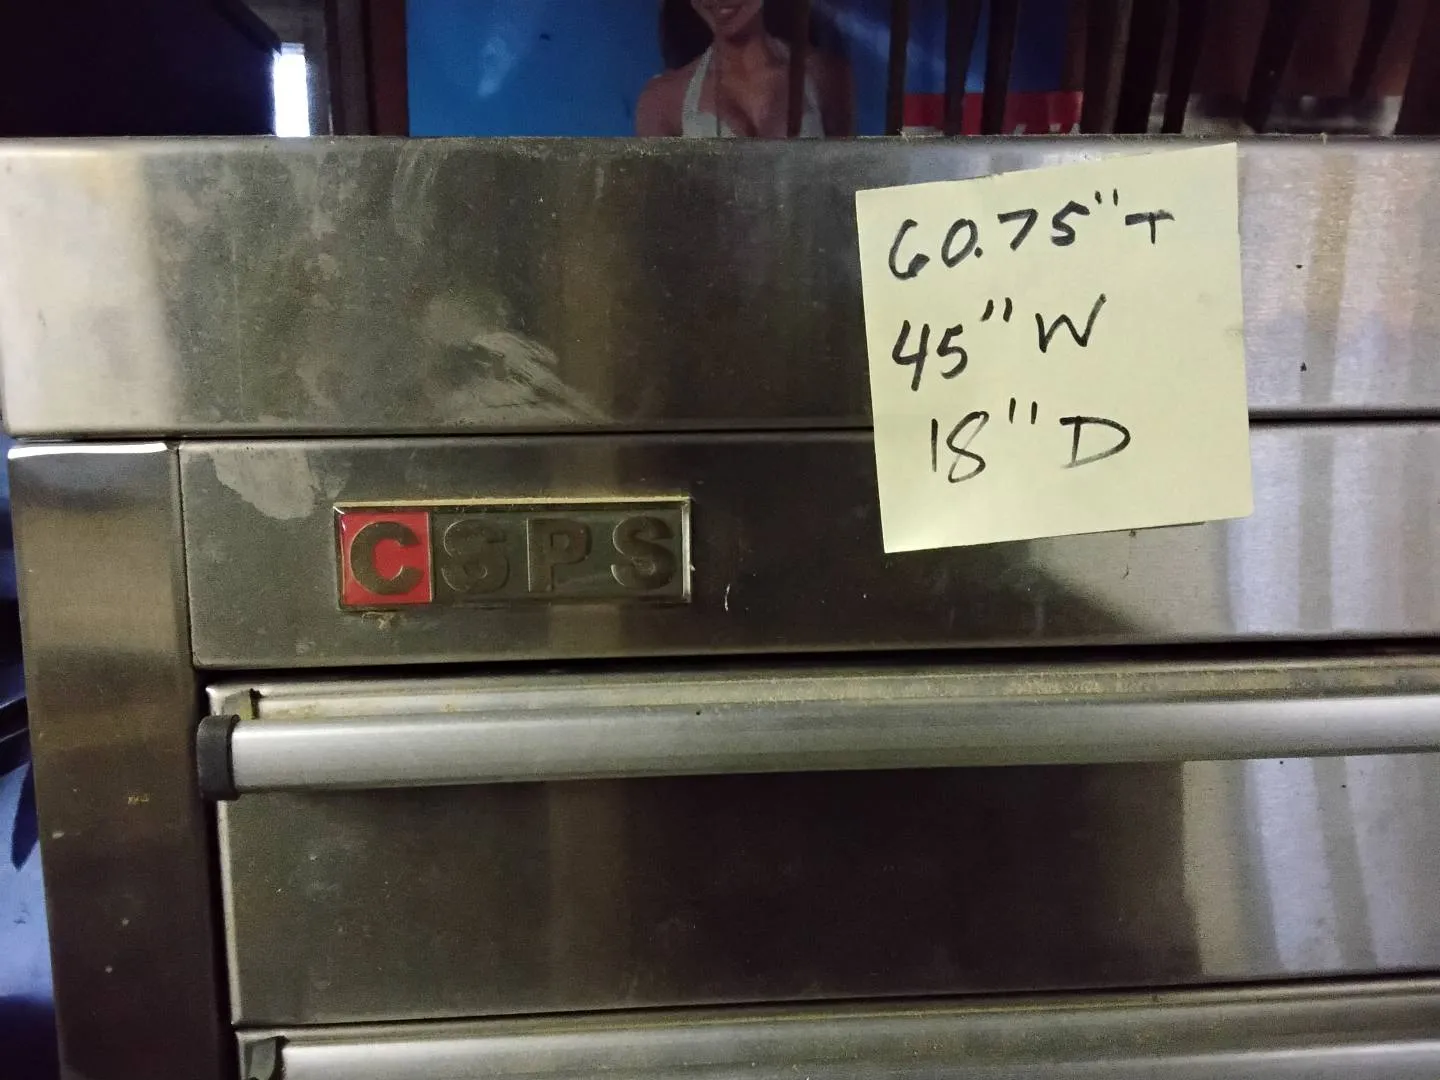 60.75" T
45" W
18" D
CSPS